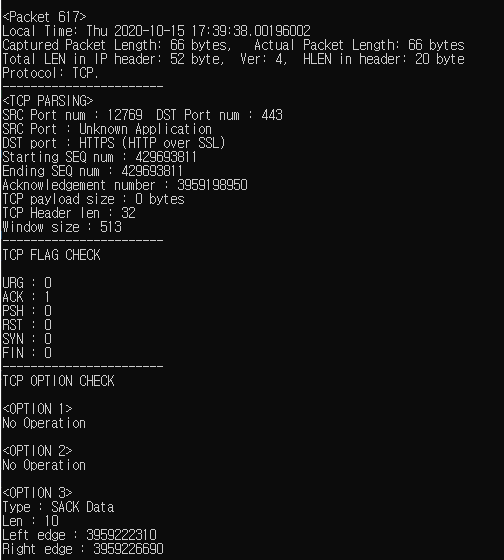 <Packet 617>
Local Time: Thu 2020-10-15 17:39:38.00196002
Captured Packet Length: 66 bytes,   Actual Packet Length: 66 bytes
Total LEN in IP header: 52 byte,  Ver: 4,  HLEN in header: 20 byte
Protocol: TCP.
-----------------------
<TCP PARSING>
SRC Port num : 12769  DST Port num : 443
SRC Port : Unknown Application
DST port : HTTPS (HTTP over SSL)
Starting SEQ num : 429693811
Ending SEQ num : 429693811
Acknowledgement number : 3959198950
TCP payload size : 0 bytes
TCP Header len : 32
Window size : 513
-----------------------
TCP FLAG CHECK
URG : 0
ACK : 1
PSH : 0
RST : 0
SYN : 0
FIN : 0
-----------------------
TCP OPTION CHECK
<OPTION 1>
No Operation
<OPTION 2>
No Operation
<OPTION 3>
Type : SACK Data
Len : 10
Left edge : 3959222310
Right edge : 3959226690